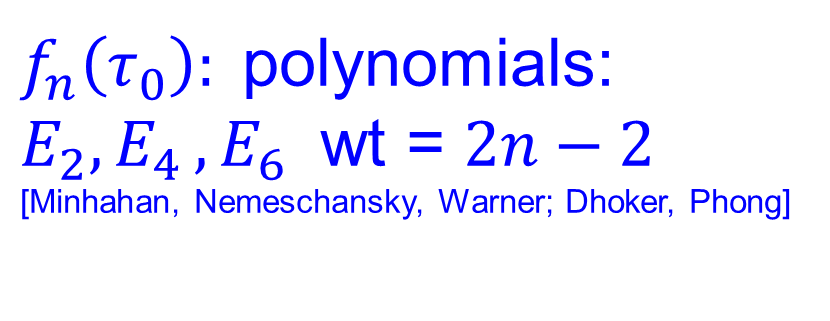 fₙ(τ₀): polynomials:
E₂, E₄ , E₆ wt = 2n − 2
[Minhahan, Nemeschansky, Warner; Dhoker, Phong]